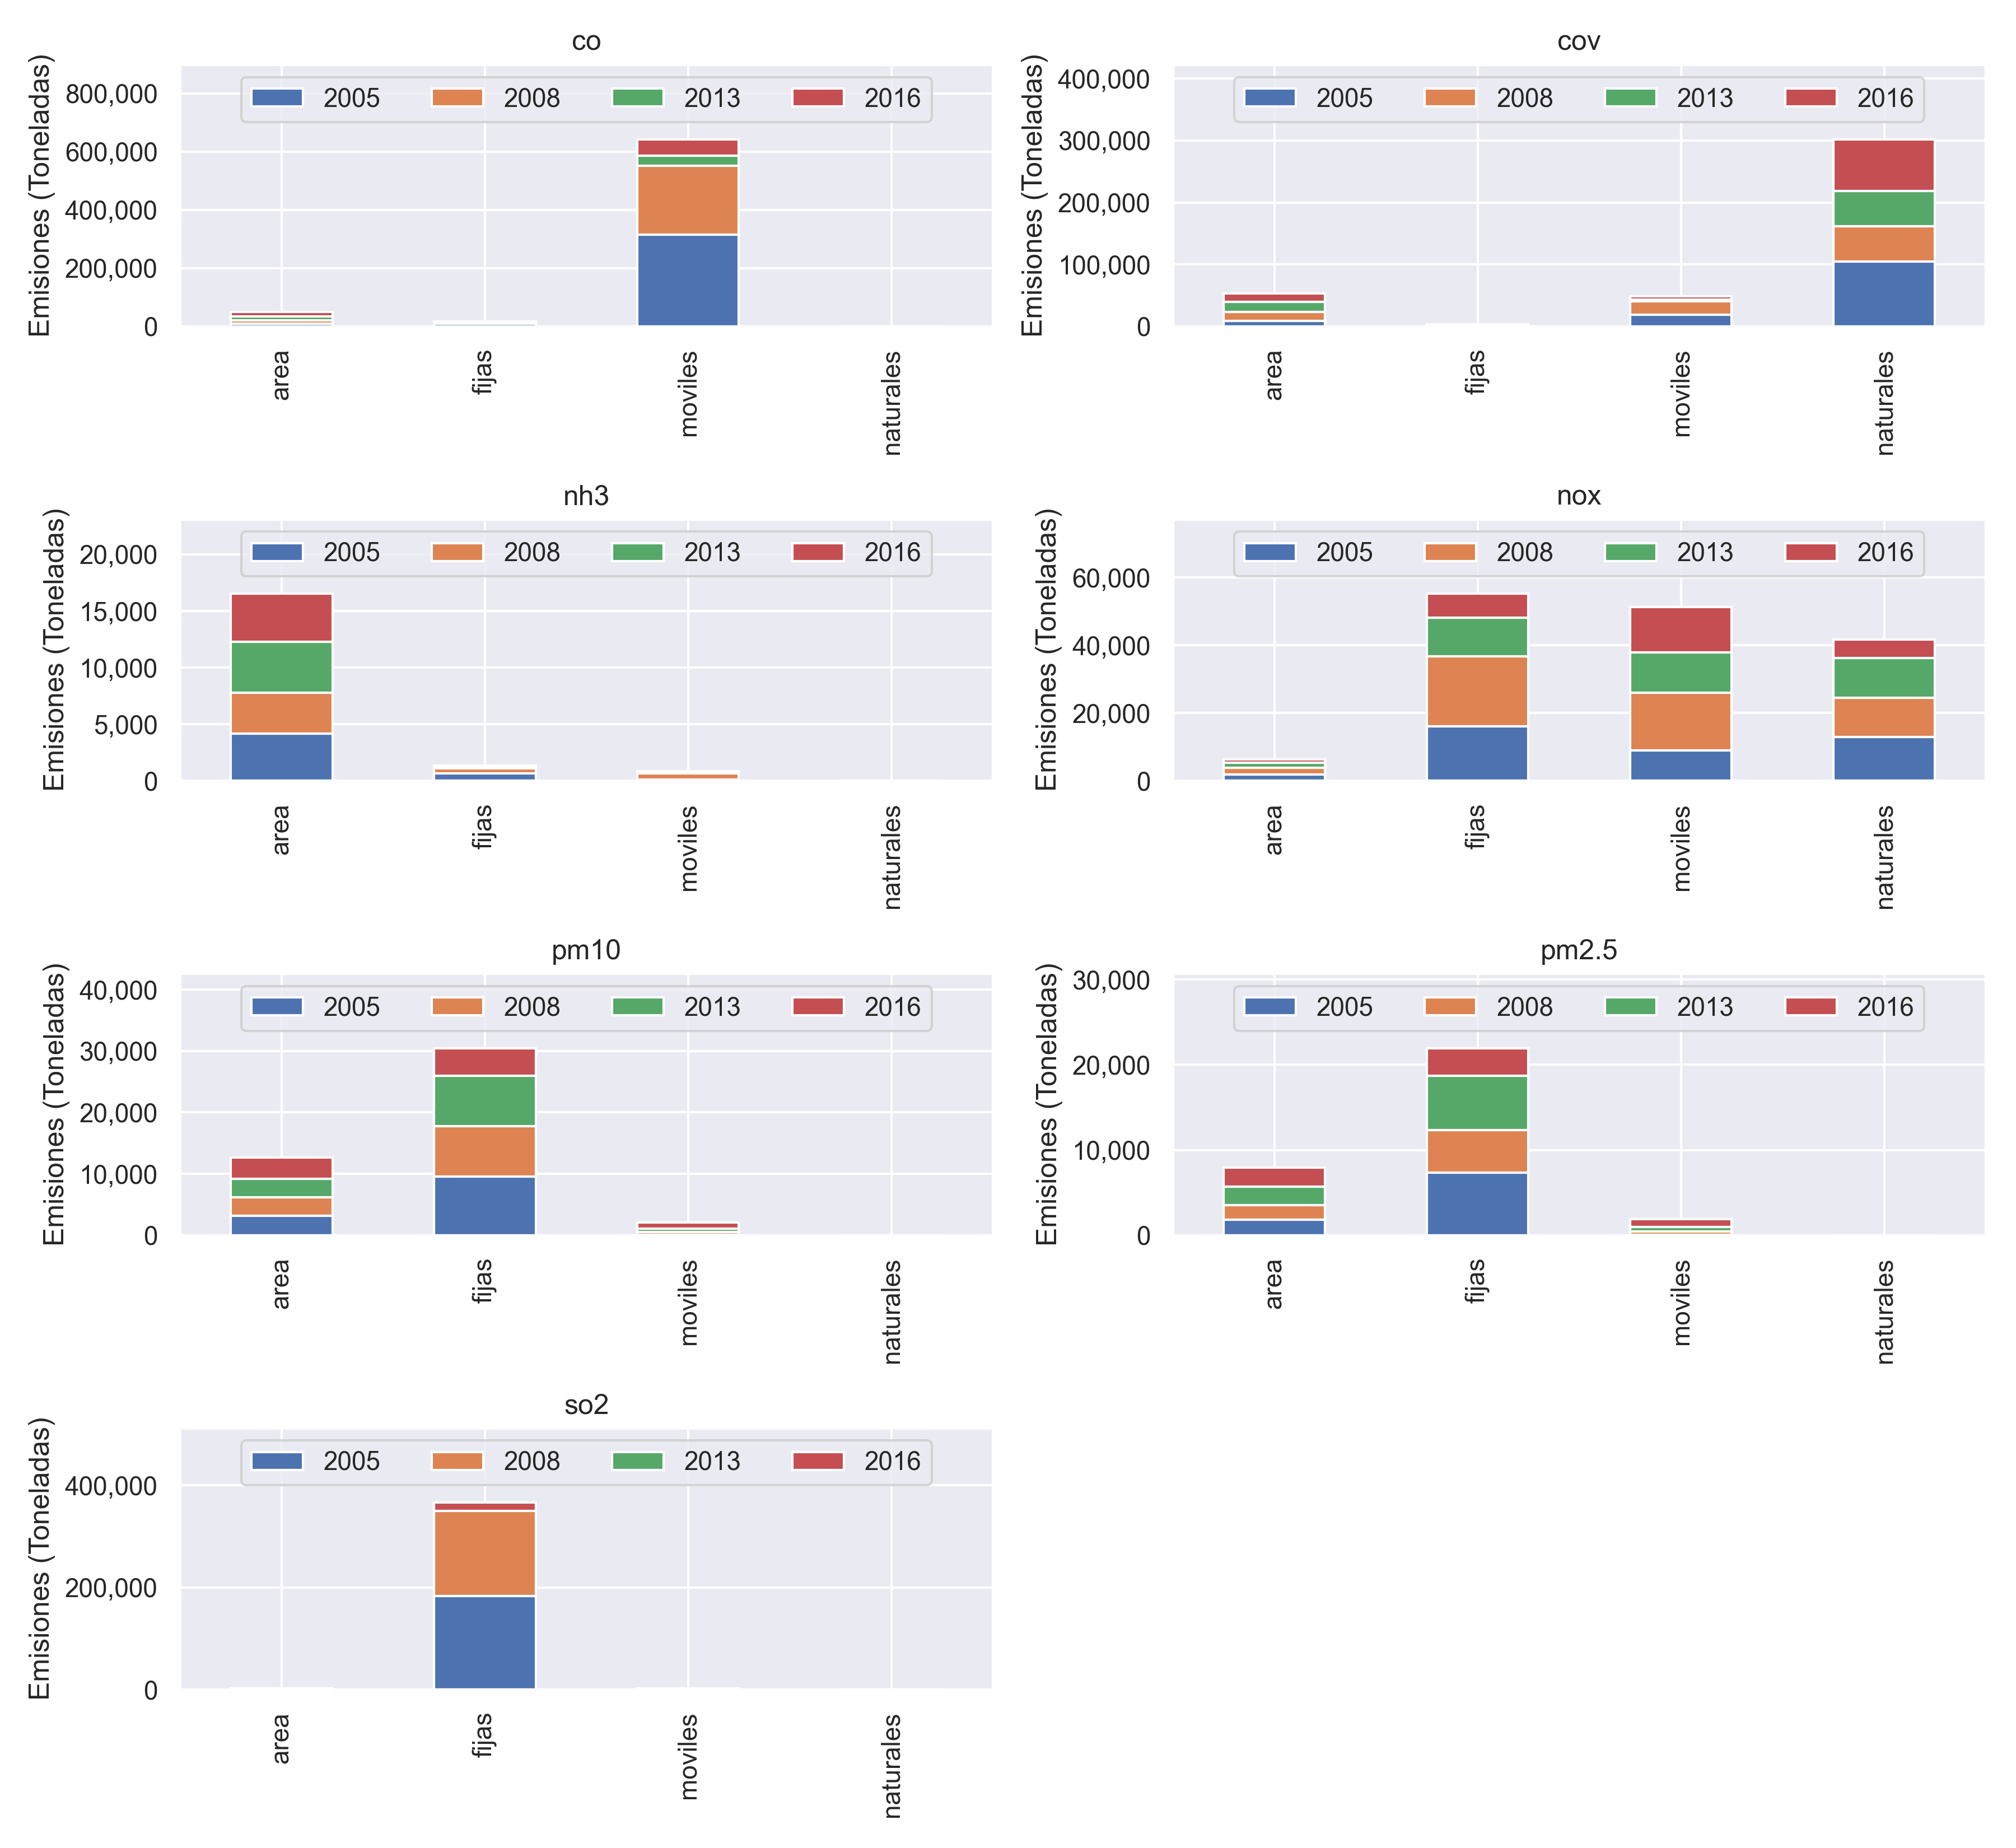 co
Emisiones (Toneladas)
800,000
600,000
400,000
200,000
0
2005 2008 2013 2016
area fijas moviles naturales
cov
Emisiones (Toneladas)
400,000
300,000
200,000
100,000
0
2005 2008 2013 2016
area fijas moviles naturales
nh3
Emisiones (Toneladas)
20,000
15,000
10,000
5,000
0
2005 2008 2013 2016
area fijas moviles naturales
nox
Emisiones (Toneladas)
60,000
40,000
20,000
0
2005 2008 2013 2016
area fijas moviles naturales
pm10
Emisiones (Toneladas)
40,000
30,000
20,000
10,000
0
2005 2008 2013 2016
area fijas moviles naturales
pm2.5
Emisiones (Toneladas)
30,000
20,000
10,000
0
2005 2008 2013 2016
area fijas moviles naturales
so2
Emisiones (Toneladas)
400,000
200,000
0
2005 2008 2013 2016
area fijas moviles naturales